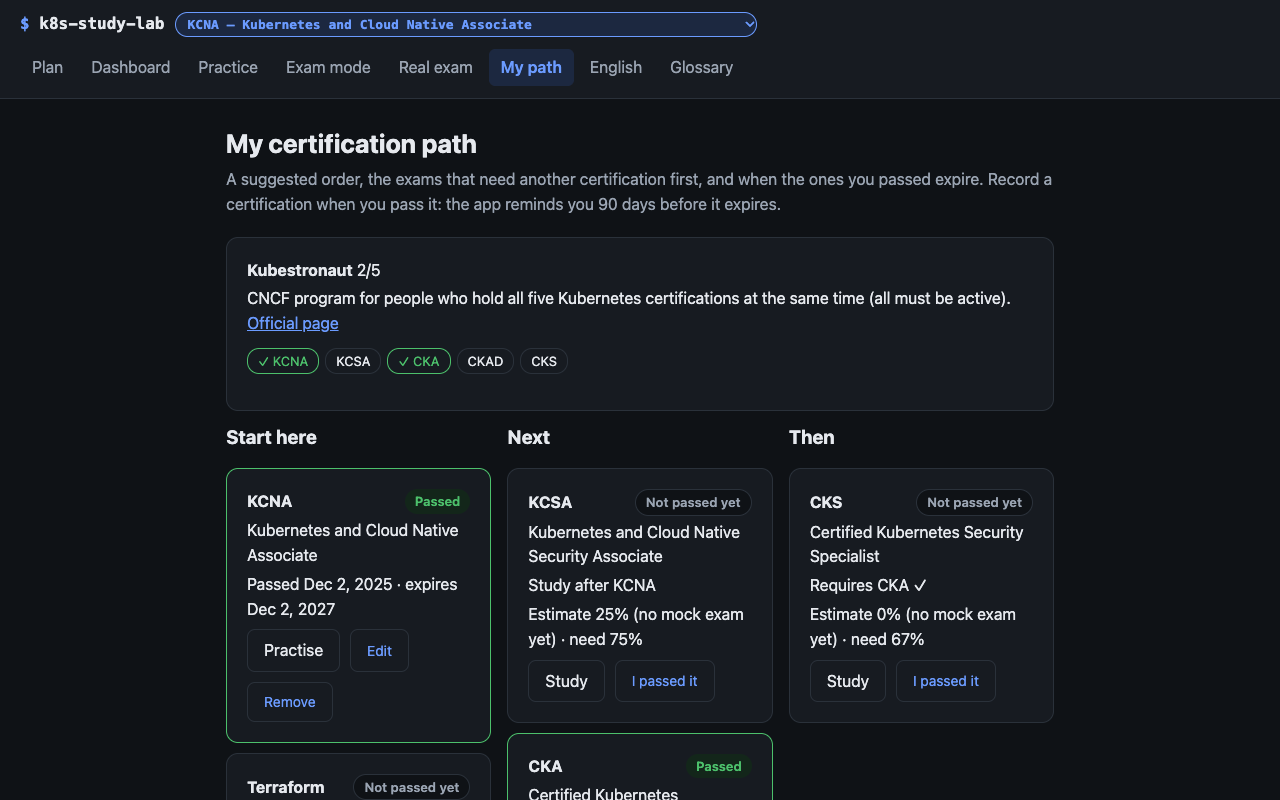 $ k8s-study-lab
KCNA — Kubernetes and Cloud Native Associate
Plan Dashboard Practice Exam mode Real exam My path English Glossary
My certification path
A suggested order, the exams that need another certification first, and when the ones you passed expire. Record a
certification when you pass it: the app reminds you 90 days before it expires.
Kubestronaut 2/5
CNCF program for people who hold all five Kubernetes certifications at the same time (all must be active).
Official page
✓ KCNA KCSA ✓ CKA CKAD CKS
Start here
KCNA Passed
Kubernetes and Cloud Native
Associate
Passed Dec 2, 2025 · expires
Dec 2, 2027
Practise Edit
Remove
Terraform Not passed yet
Next
KCSA Not passed yet
Kubernetes and Cloud Native
Security Associate
Study after KCNA
Estimate 25% (no mock exam
yet) · need 75%
Study I passed it
CKA Passed
Certified Kubernetes
Then
CKS Not passed yet
Certified Kubernetes Security
Specialist
Requires CKA ✓
Estimate 0% (no mock exam
yet) · need 67%
Study I passed it